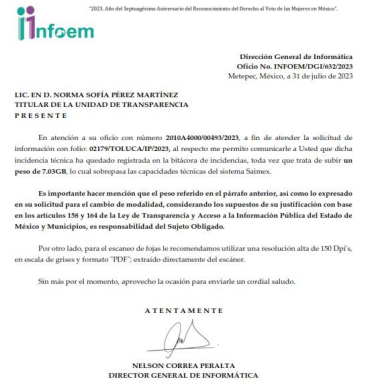 "2023. Año del Septuagésimo Aniversario del Reconocimiento del Derecho al Voto de las Mujeres en México".
infoem
Dirección General de Informática
Oficio No. INFOEM/DGI/632/2023
Metepec, México, a 31 de julio de 2023
LIC. EN D. NORMA SOFÍA PÉREZ MARTÍNEZ
TITULAR DE LA UNIDAD DE TRANSPARENCIA
P R E S E N T E
En atención a su oficio con número 2010A4000/00493/2023, a fin de atender la solicitud de
información con folio: 02179/TOLUCA/IP/2023, al respecto me permito comunicarle a Usted que dicha
incidencia técnica ha quedado registrada en la bitácora de incidencias, toda vez que trata de subir un
peso de 7.03GB, lo cual sobrepasa las capacidades técnicas del sistema Saimex.
Es importante hacer mención que el peso referido en el párrafo anterior, así como lo expresado
en su solicitud para el cambio de modalidad, considerando los supuestos de su justificación con base
en los artículos 158 y 164 de la Ley de Transparencia y Acceso a la Información Pública del Estado de
México y Municipios, es responsabilidad del Sujeto Obligado.
Por otro lado, para el escaneo de fojas le recomendamos utilizar una resolución alta de 150 Dpi's,
en escala de grises y formato "PDF"; extraído directamente del escáner.
Sin más por el momento, aprovecho la ocasión para enviarle un cordial saludo.
A T E N T A M E N T E
NELSON CORREA PERALTA
DIRECTOR GENERAL DE INFORMÁTICA